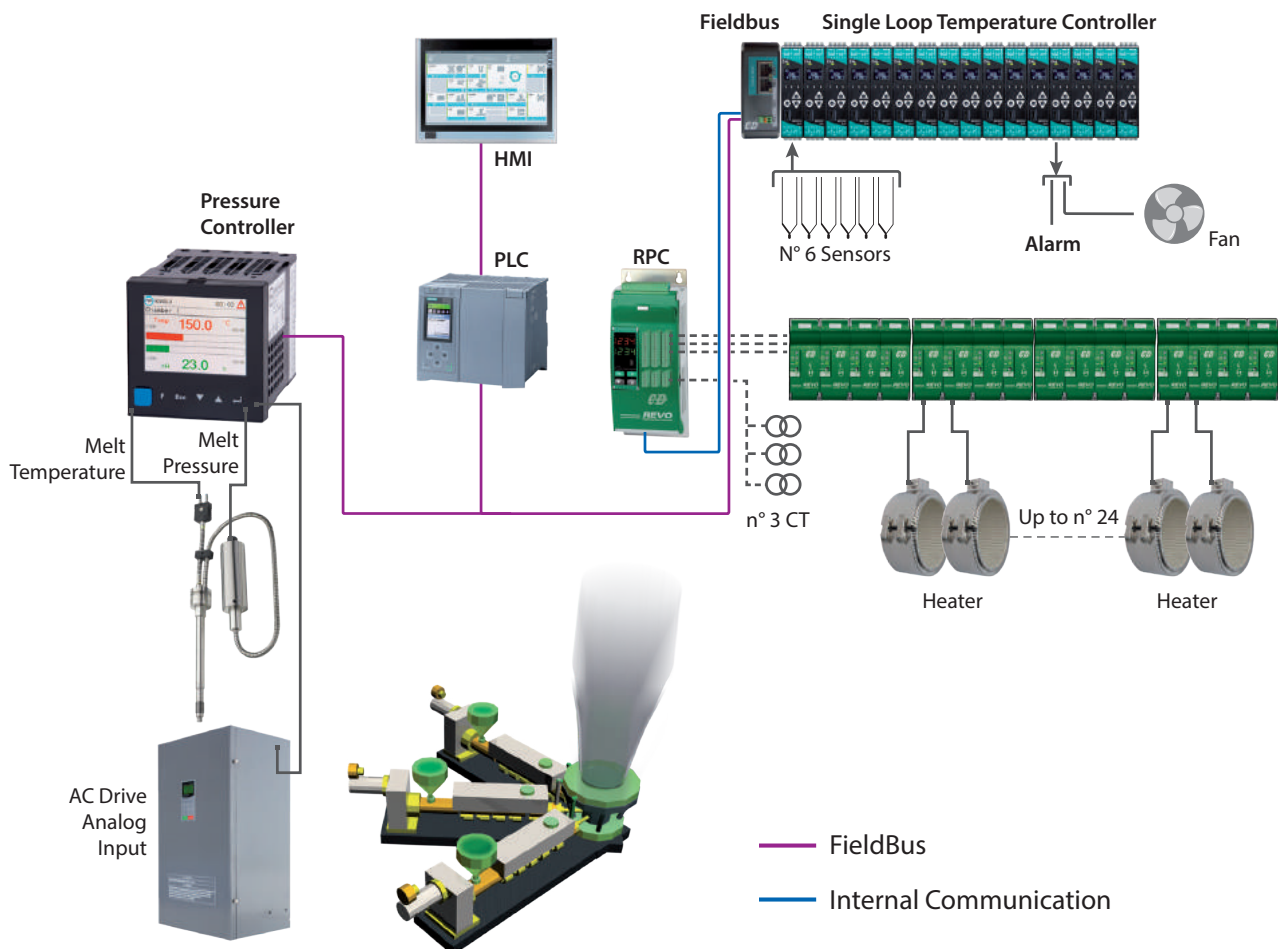 Fieldbus
Single Loop Temperature Controller
HMI
Pressure
Controller
PLC
RPC
N° 6 Sensors
Alarm
Fan
150.0
23.0
Esc
REVO
Melt
Temperature
Melt
Pressure
n° 3 CT
Up to n° 24
Heater
Heater
AC Drive
Analog
Input
FieldBus
Internal Communication